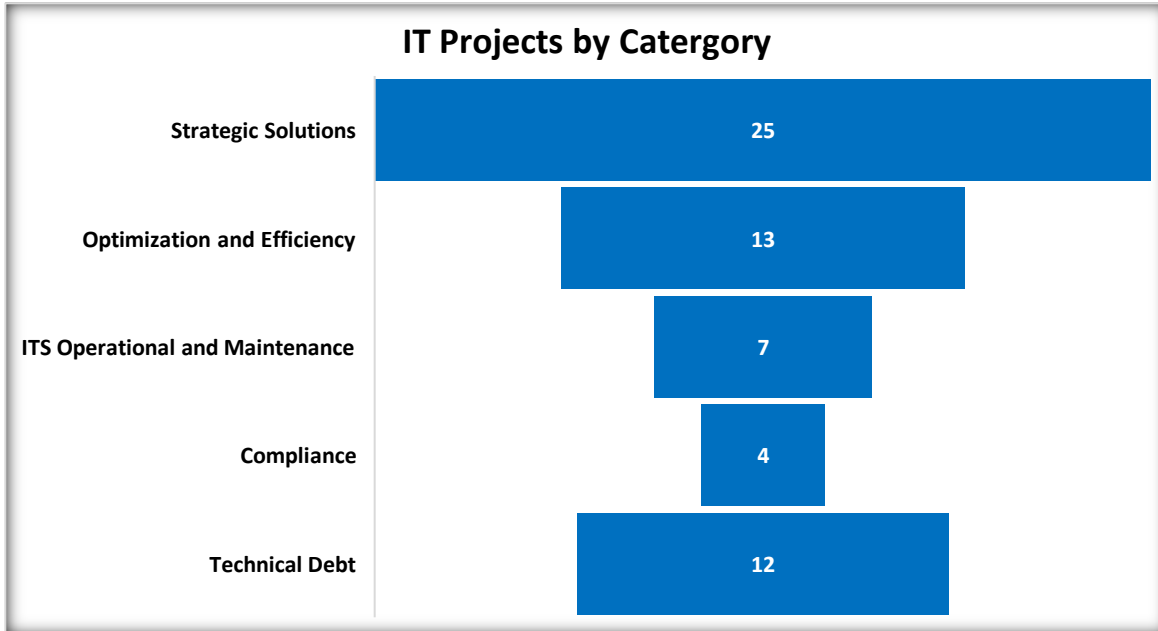 IT Projects by Catergory
Strategic Solutions 25
Optimization and Efficiency 13
ITS Operational and Maintenance 7
Compliance 4
Technical Debt 12